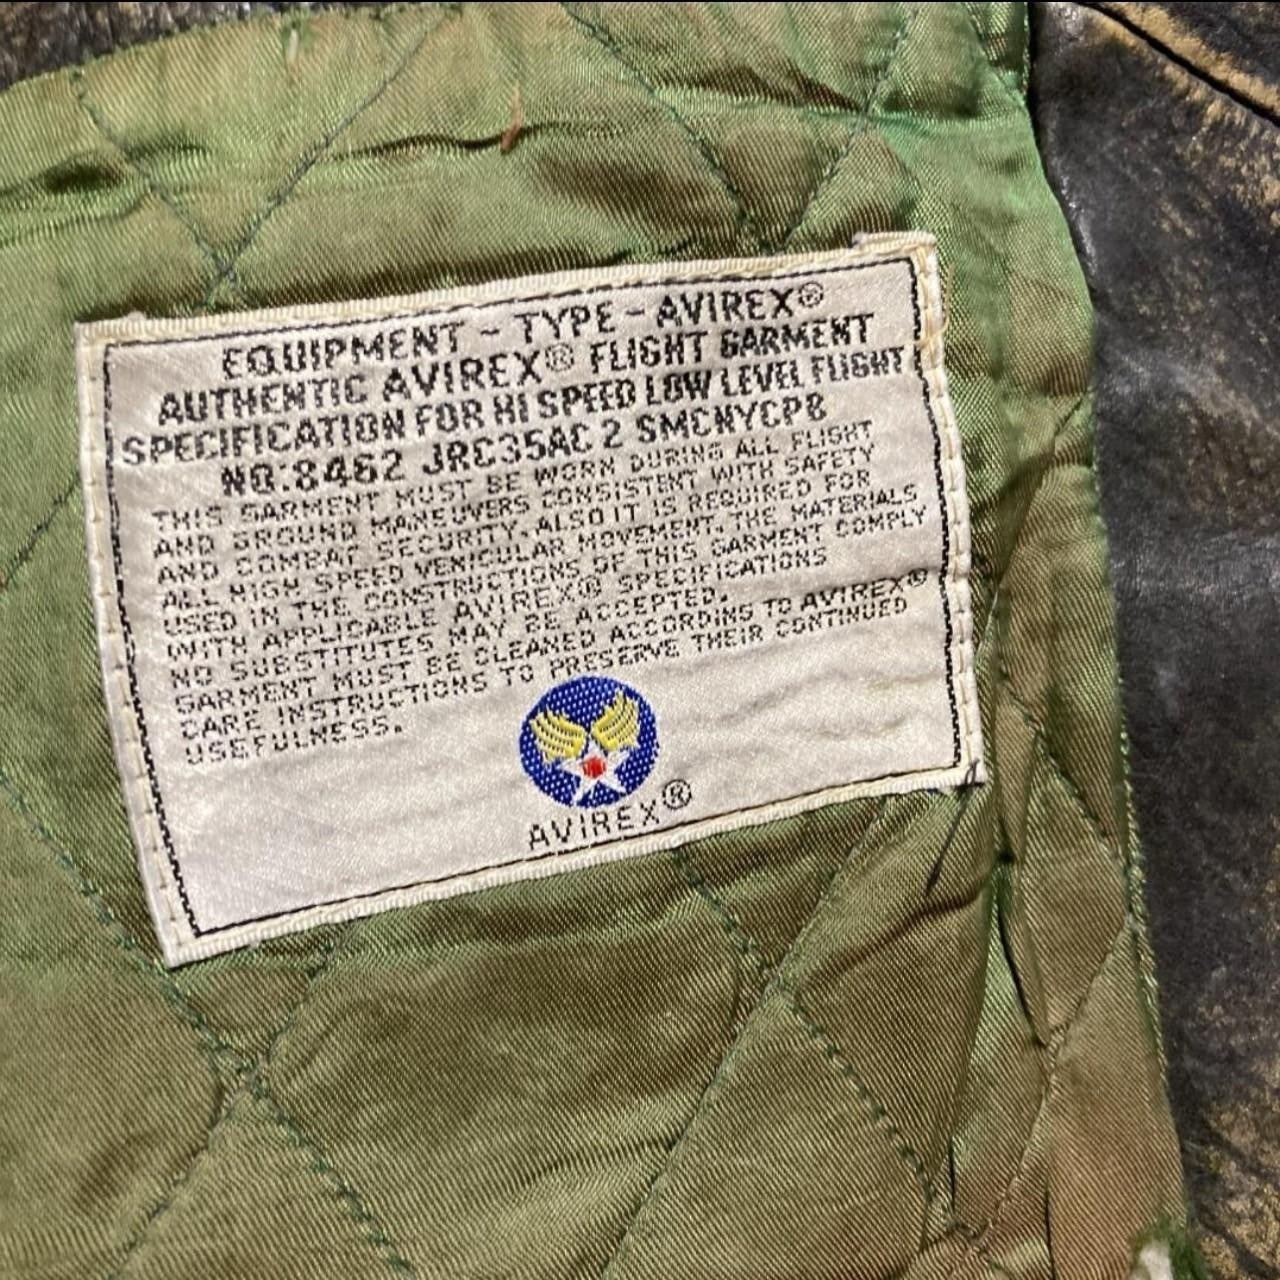 EQUIPMENT - TYPE - AVIREX®
AUTHENTIC AVIREX® FLIGHT GARMENT
SPECIFICATION FOR HI SPEED LOW LEVEL FLIGHT
NO:8462 JRC35AC 2 SMCNYCP8
THIS GARMENT MUST BE WORN DURING ALL FLIGHT
AND GROUND MANEUVERS CONSISTENT WITH SAFETY
AND COMBAT SECURITY. ALSO IT IS REQUIRED FOR
ALL HIGH SPEED VEHICULAR MOVEMENT. THE MATERIALS
USED IN THE CONSTRUCTIONS OF THIS GARMENT COMPLY
WITH APPLICABLE AVIREX® SPECIFICATIONS
NO SUBSTITUTES MAY BE ACCEPTED.
GARMENT MUST BE CLEANED ACCORDING TO AVIREX®
CARE INSTRUCTIONS TO PRESERVE THEIR CONTINUED
USEFULNESS.
AVIREX®